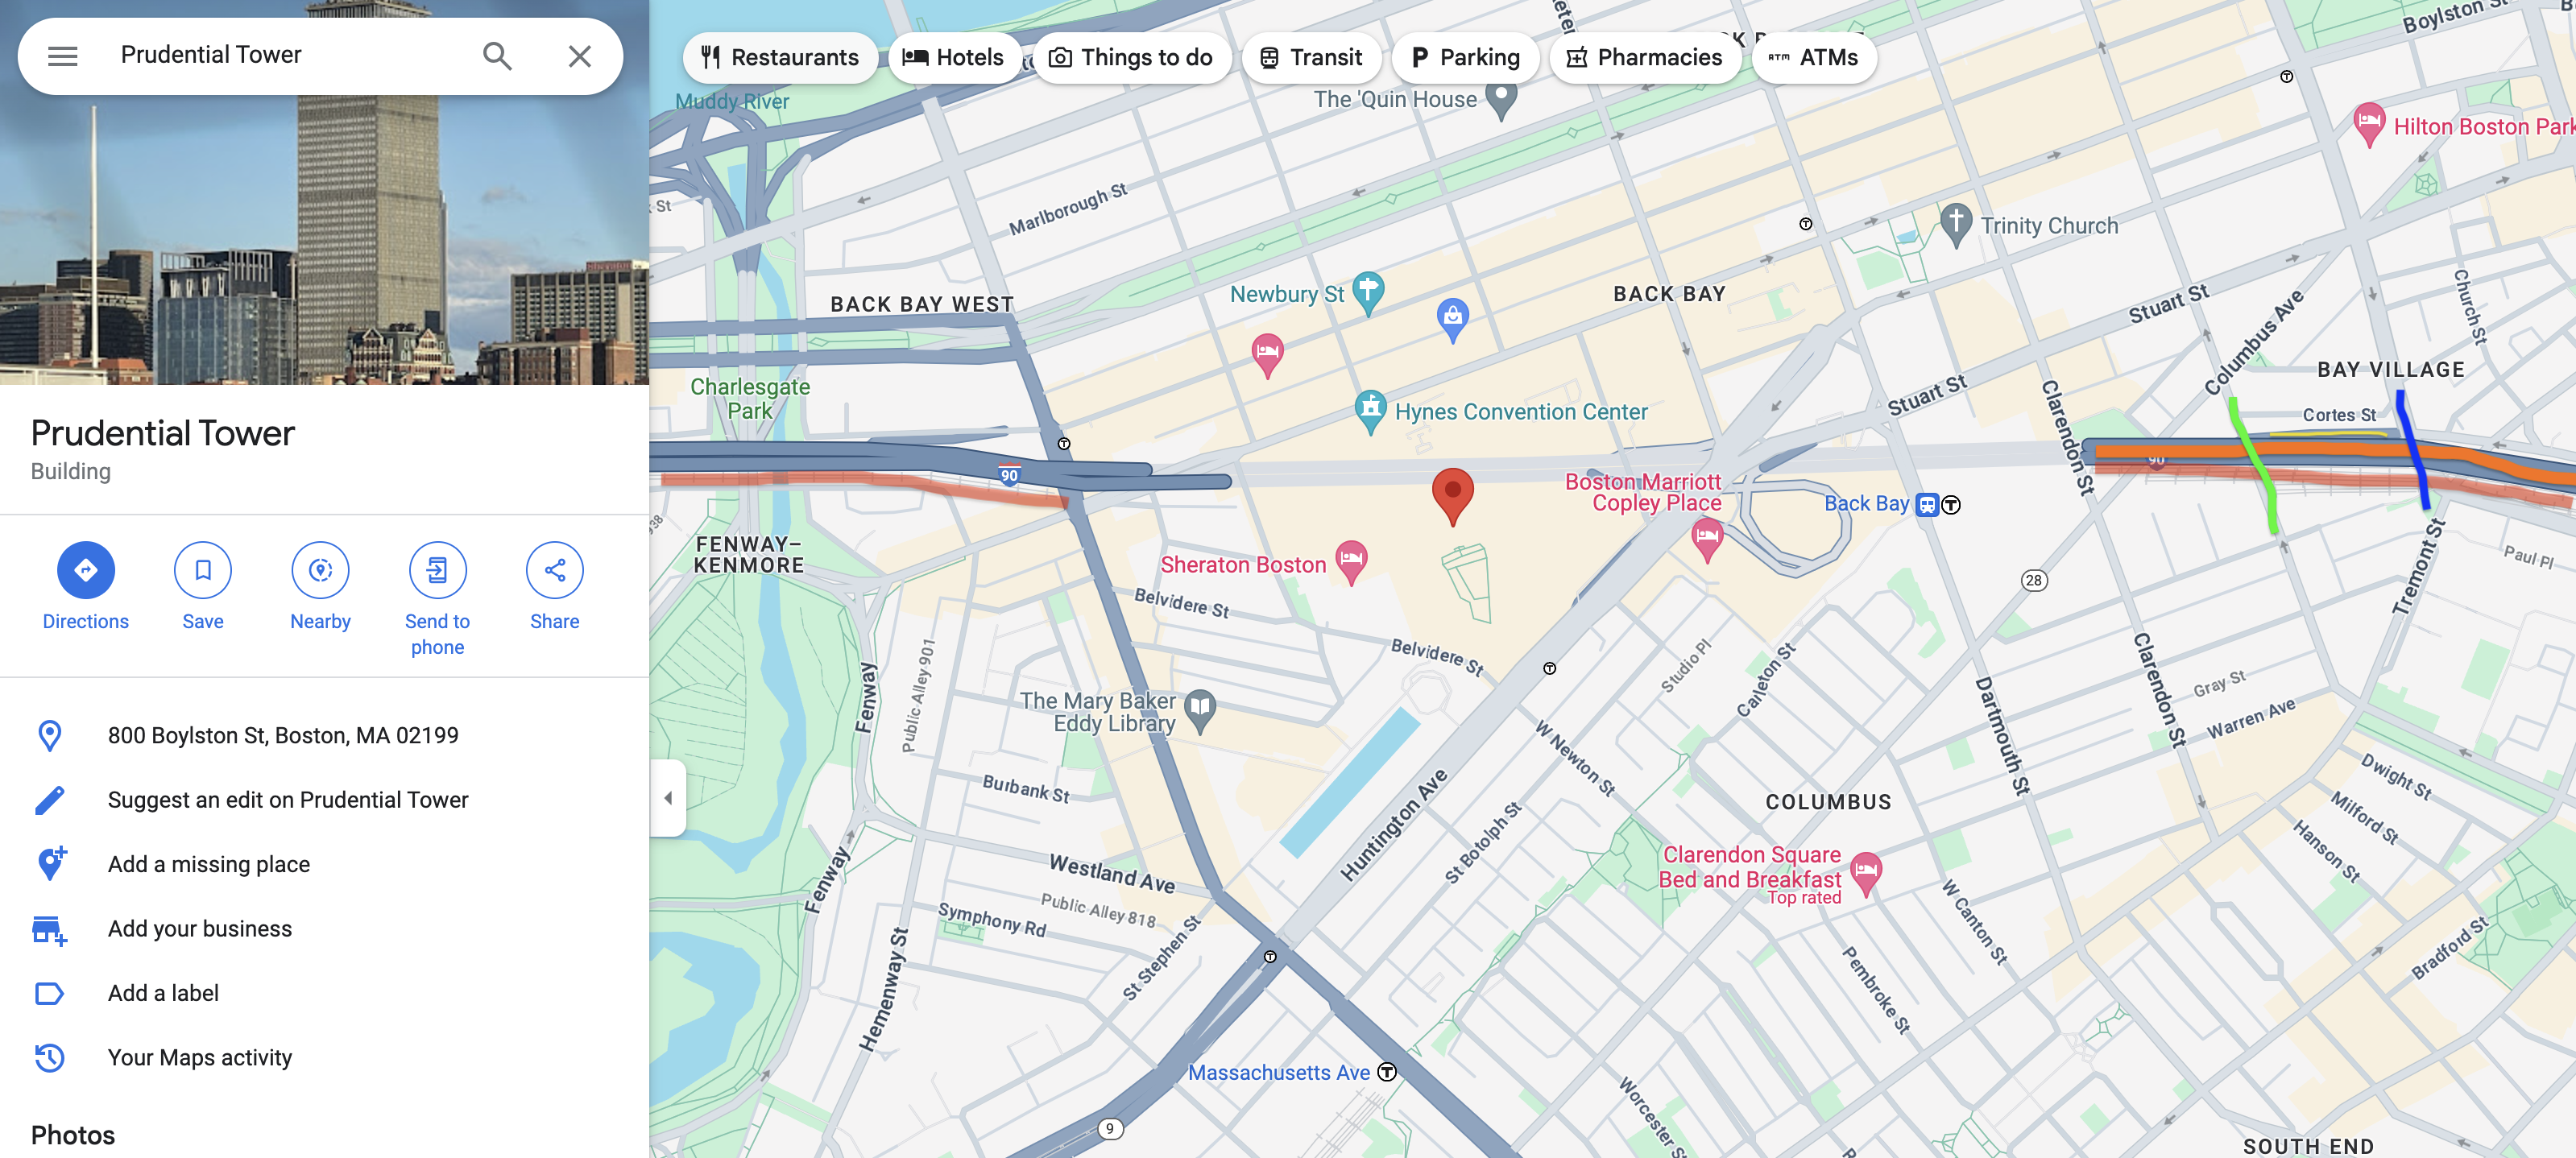 Prudential Tower
Restaurants
Hotels
Things to do
Transit
Parking
Pharmacies
ATM
ATMs
Boylston St
Muddy River
The 'Quin House
Hilton Boston Park
St
Marlborough St
Trinity Church
Newbury St
BACK BAY WEST
BACK BAY
Stuart St
Columbus Ave
Church St
BAY VILLAGE
Charlesgate
Park
Hynes Convention Center
Stuart St
Clarendon St
Cortes St
Prudential Tower
Building
90
90
Boston Marriott
Copley Place
Back Bay
FENWAY–
KENMORE
Sheraton Boston
28
Tremont St
Paul Pl
Directions
Save
Nearby
Send to
phone
Share
Belvidere St
Belvidere St
Studio Pl
Carleton St
Clarendon St
Gray St
Warren Ave
Fenway
Public Alley 901
The Mary Baker
Eddy Library
Dartmouth St
W Newton St
800 Boylston St, Boston, MA 02199
Suggest an edit on Prudential Tower
Add a missing place
Add your business
Add a label
Your Maps activity
Photos
Burbank St
Huntington Ave
St Botolph St
COLUMBUS
Dwight St
Milford St
Hanson St
Fenway
Westland Ave
Clarendon Square
Bed and Breakfast
Top rated
W Canton St
Public Alley 818
Symphony Rd
St Stephen St
Hemenway St
Pembroke St
Bradford St
Massachusetts Ave
Worcester St
9
SOUTH END